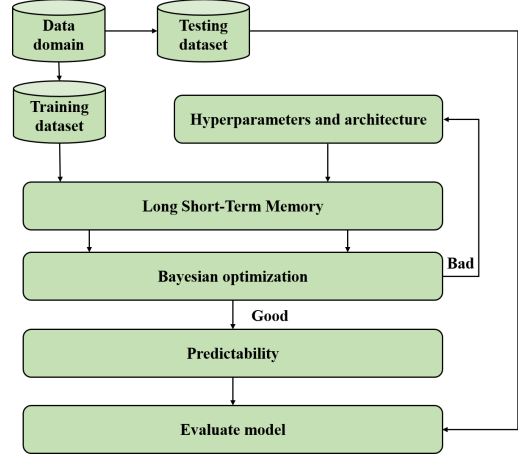 Data
domain
Testing
dataset
Training
dataset
Hyperparameters and architecture
Long Short-Term Memory
Bayesian optimization
Bad
Good
Predictability
Evaluate model